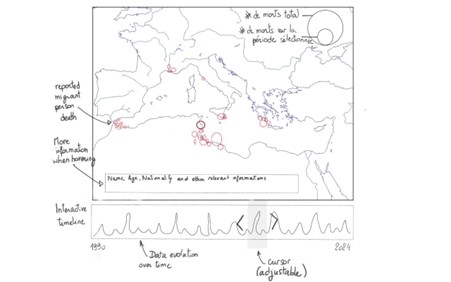 # de morts total
# de morts sur la
période sélectionnée
reported
migrant
person
death
More
information
when hovering
Name, Age, Nationality and other relevant informations
Interactive
timeline
1990
2024
Data evolution
over time
cursor
(adjustable)